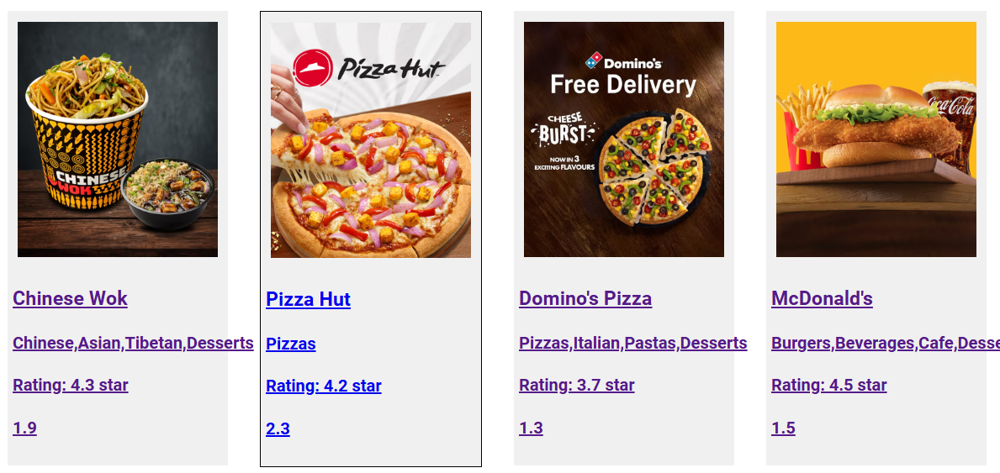 CHINESE
WOK
Chinese Wok
Chinese,Asian,Tibetan,Desserts
Rating: 4.3 star
1.9
Pizza Hut
Pizza Hut
Pizzas
Rating: 4.2 star
2.3
Domino's
Free Delivery
CHEESE
BURST
NOW IN 3
EXCITING FLAVOURS
Domino's Pizza
Pizzas,Italian,Pastas,Desserts
Rating: 3.7 star
1.3
Coca-Cola
McDonald's
Burgers,Beverages,Cafe,Desse
Rating: 4.5 star
1.5